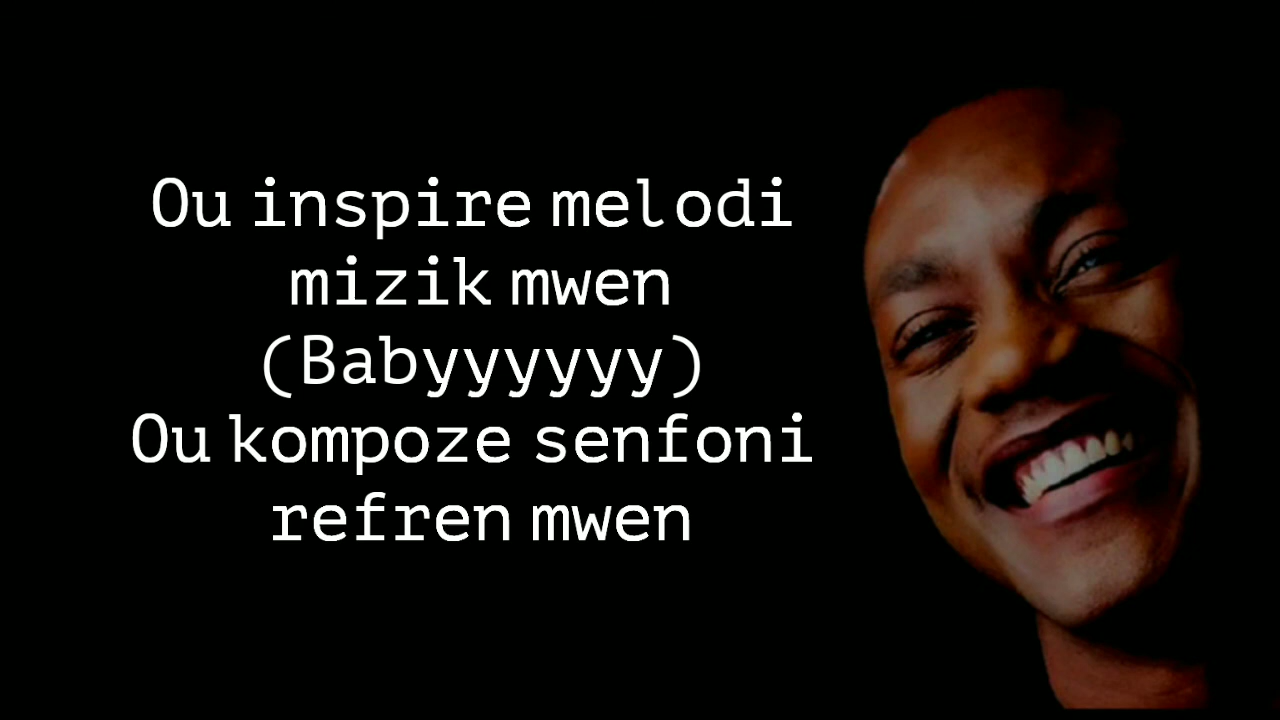 Ou inspire melodi
mizik mwen
(Babyyyyyy)
Ou kompoze senfoni
refren mwen